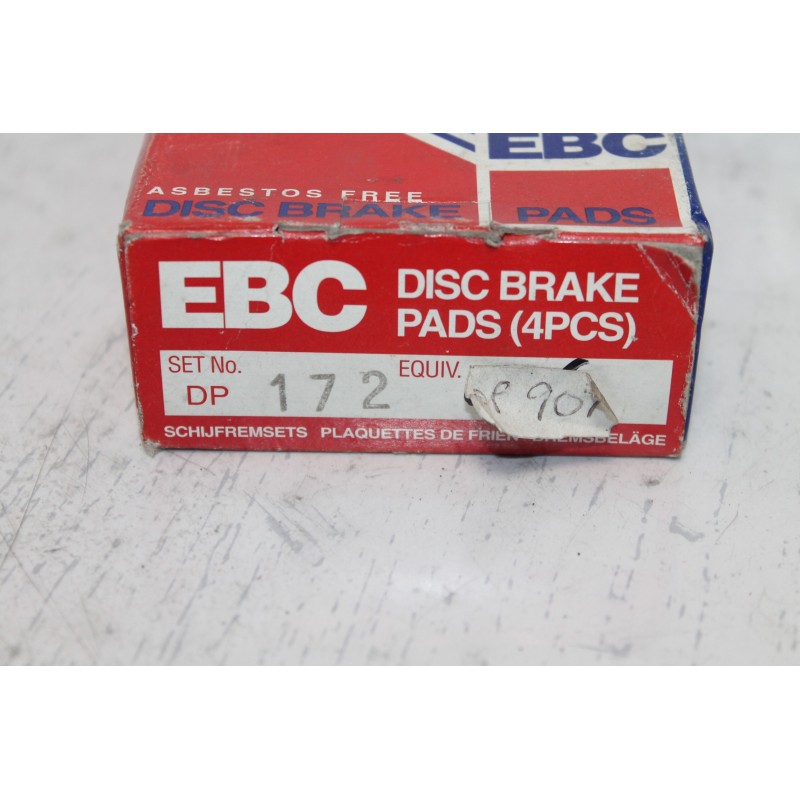 EBC
ASBESTOS FREE
DISC BRAKE PADS
EBC DISC BRAKE
PADS (4PCS)
SET No. EQUIV.
DP 172
SCHIJFREMSETS PLAQUETTES DE FREIN BREMSBELÄGE